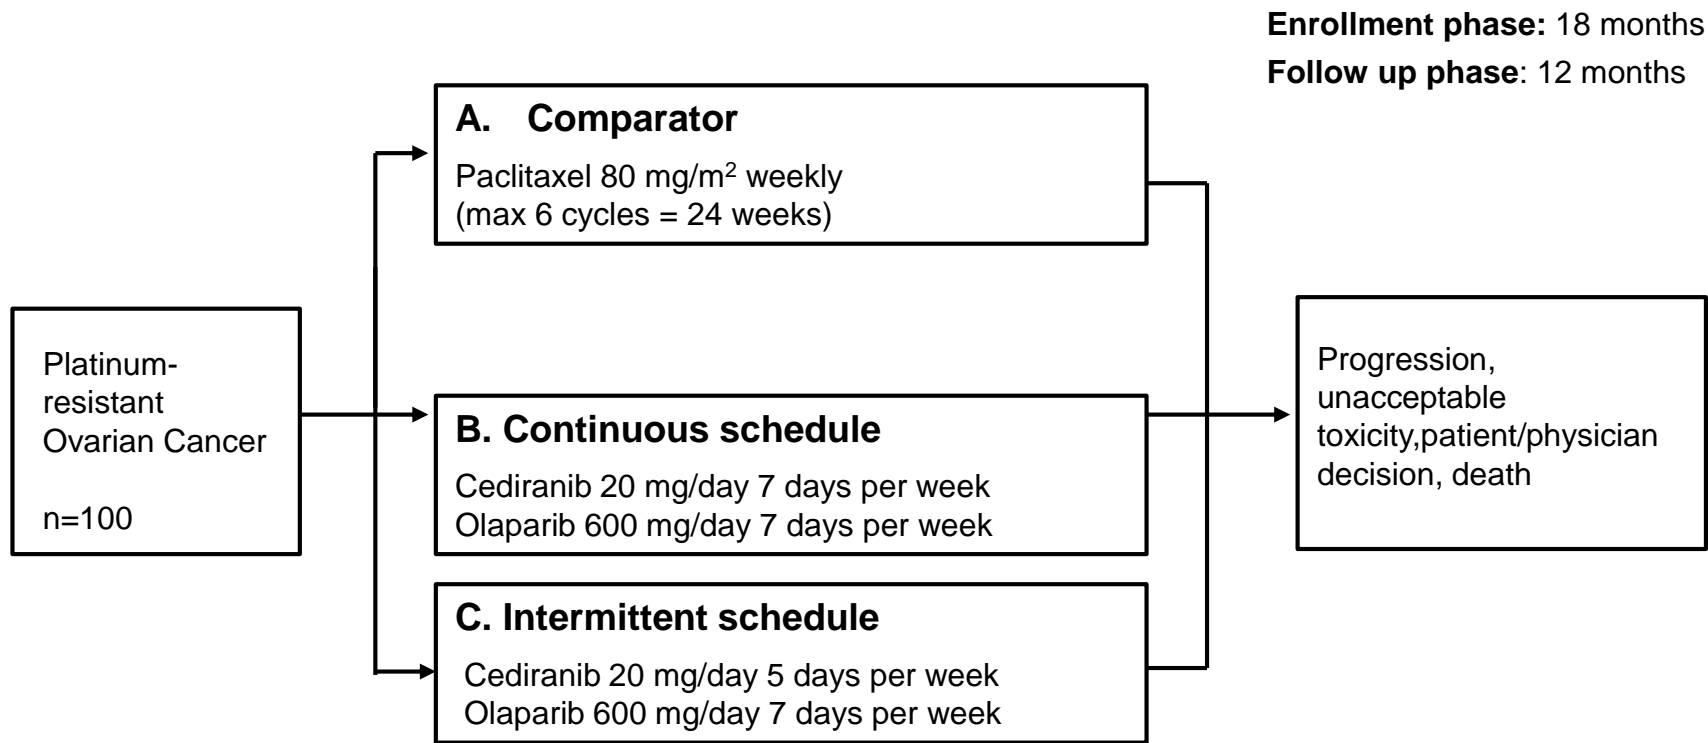 Enrollment phase: 18 months
Follow up phase: 12 months
A. Comparator
Paclitaxel 80 mg/m² weekly
(max 6 cycles = 24 weeks)
Platinum-
resistant
Ovarian Cancer
n=100
B. Continuous schedule
Cediranib 20 mg/day 7 days per week
Olaparib 600 mg/day 7 days per week
C. Intermittent schedule
Cediranib 20 mg/day 5 days per week
Olaparib 600 mg/day 7 days per week
Progression,
unacceptable
toxicity,patient/physician
decision, death